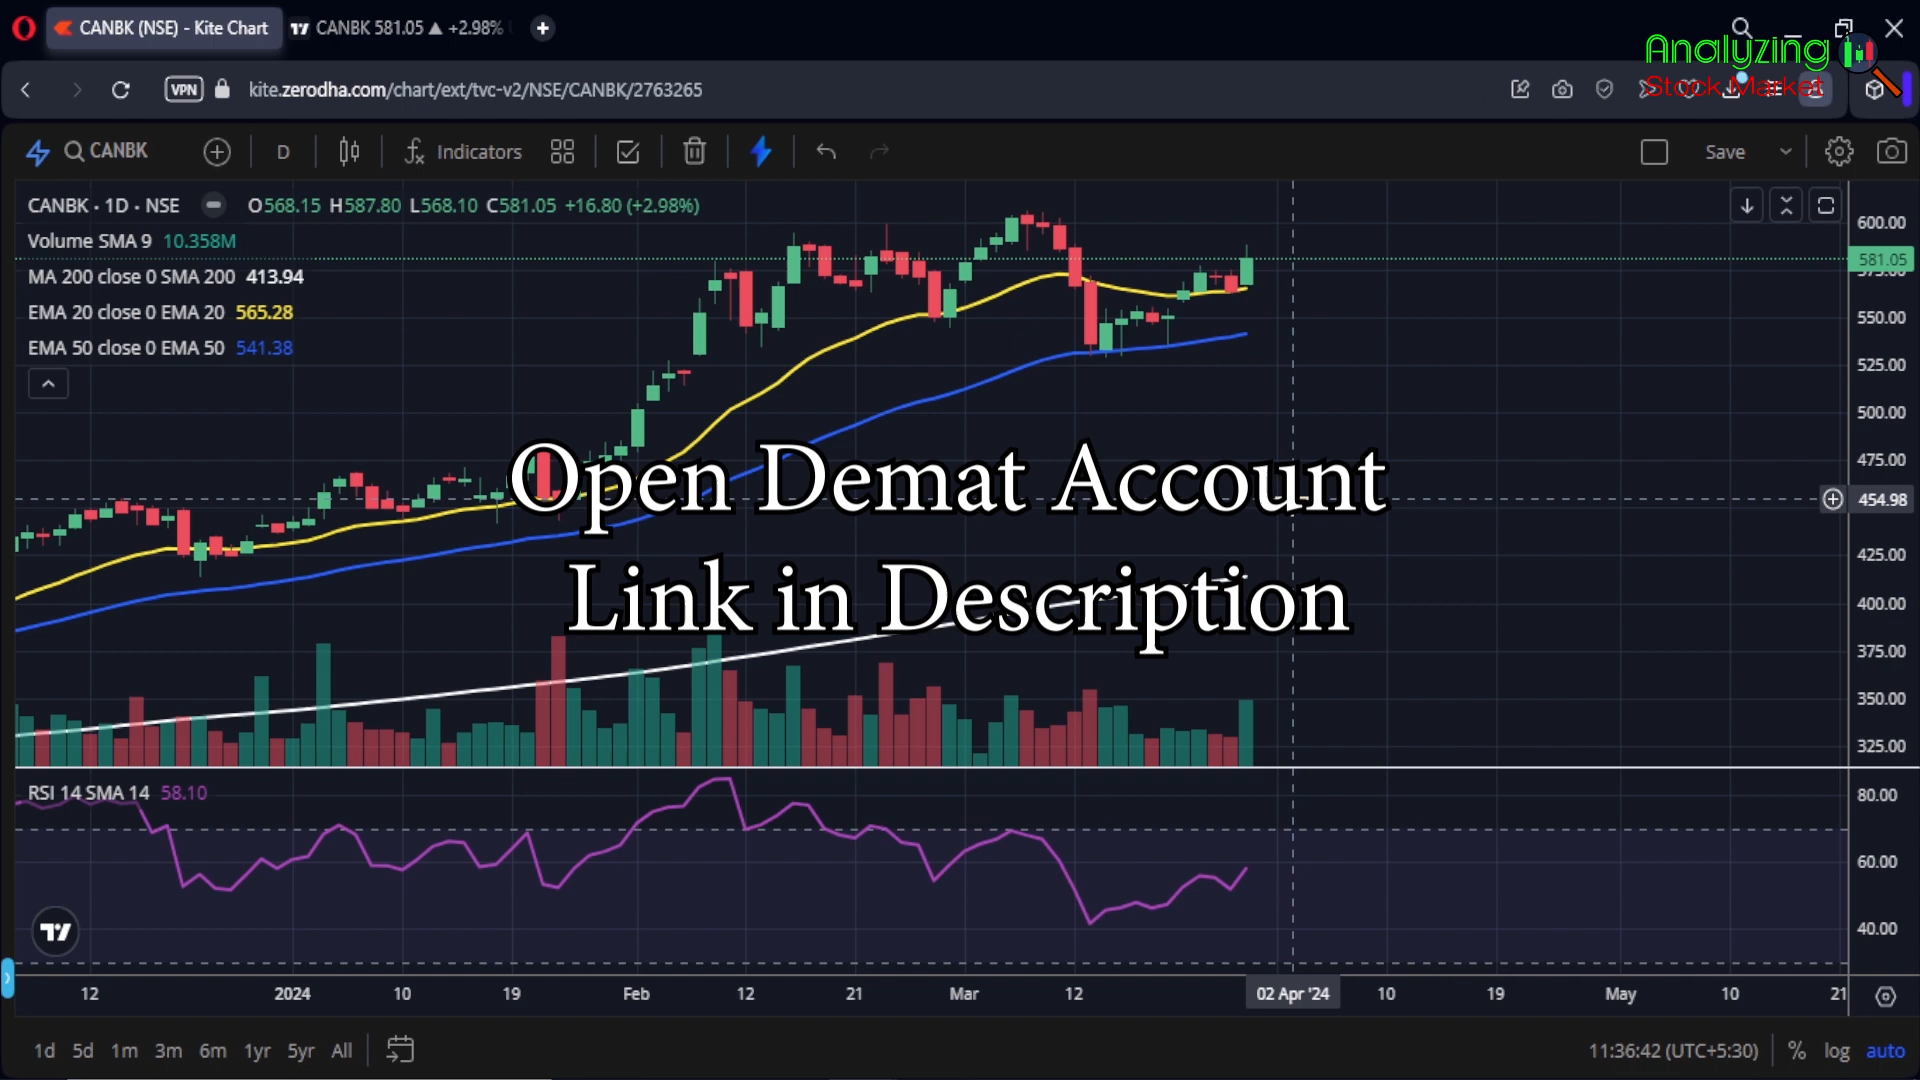 CANBK (NSE) - Kite Chart
CANBK 581.05 ▲ +2.98%
Analyzing
Stock Market
VPN
kite.zerodha.com/chart/ext/tvc-v2/NSE/CANBK/2763265
CANBK
D
Indicators
Save
CANBK · 1D · NSE O568.15 H587.80 L568.10 C581.05 +16.80 (+2.98%)
Volume SMA 9 10.358M
MA 200 close 0 SMA 200 413.94
EMA 20 close 0 EMA 20 565.28
EMA 50 close 0 EMA 50 541.38
600.00
581.05
550.00
525.00
500.00
475.00
454.98
425.00
400.00
375.00
350.00
325.00
Open Demat Account
Link in Description
RSI 14 SMA 14 58.10
80.00
60.00
40.00
12 2024 10 19 Feb 12 21 Mar 12 02 Apr '24 10 19 May 10 21
1d 5d 1m 3m 6m 1yr 5yr All
11:36:42 (UTC+5:30) % log auto